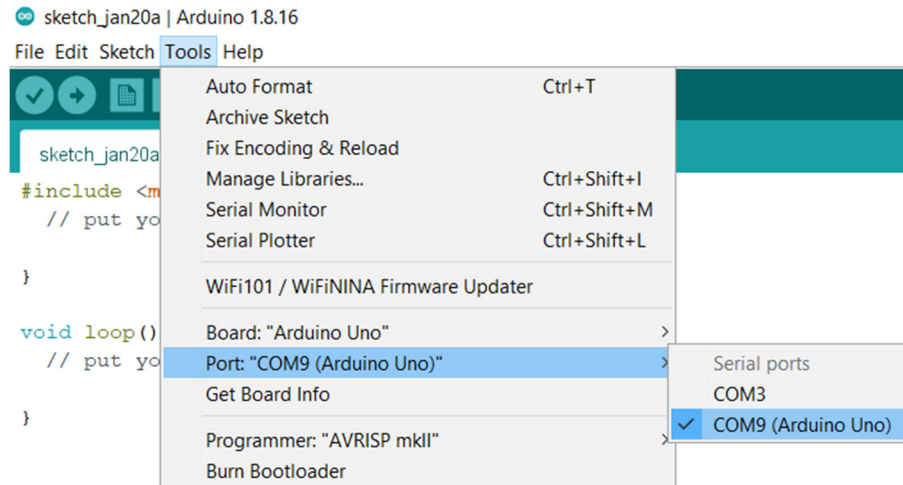 sketch_jan20a | Arduino 1.8.16
File Edit Sketch Tools Help
Auto Format Ctrl+T
Archive Sketch
sketch_jan20a
Fix Encoding & Reload
#include <m
Manage Libraries... Ctrl+Shift+I
// put yo
Serial Monitor Ctrl+Shift+M
Serial Plotter Ctrl+Shift+L
}
WiFi101 / WiFiNINA Firmware Updater
void loop()
Board: "Arduino Uno" >
// put yo
Port: "COM9 (Arduino Uno)" >
Serial ports
Get Board Info
COM3
}
COM9 (Arduino Uno)
Programmer: "AVRISP mkII" >
Burn Bootloader